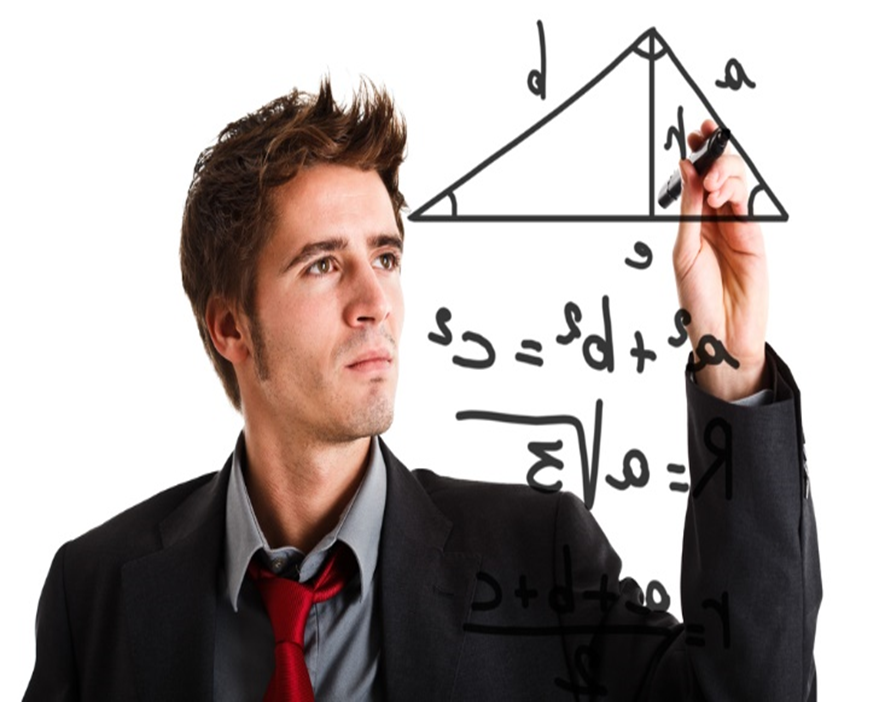 a b
h
c
a² + b² = c²
R = a√3
r = a + b + c